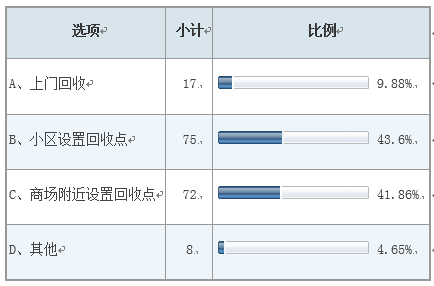 选项 小计 比例
A、上门回收 17 9.88%
B、小区设置回收点 75 43.6%
C、商场附近设置回收点 72 41.86%
D、其他 8 4.65%